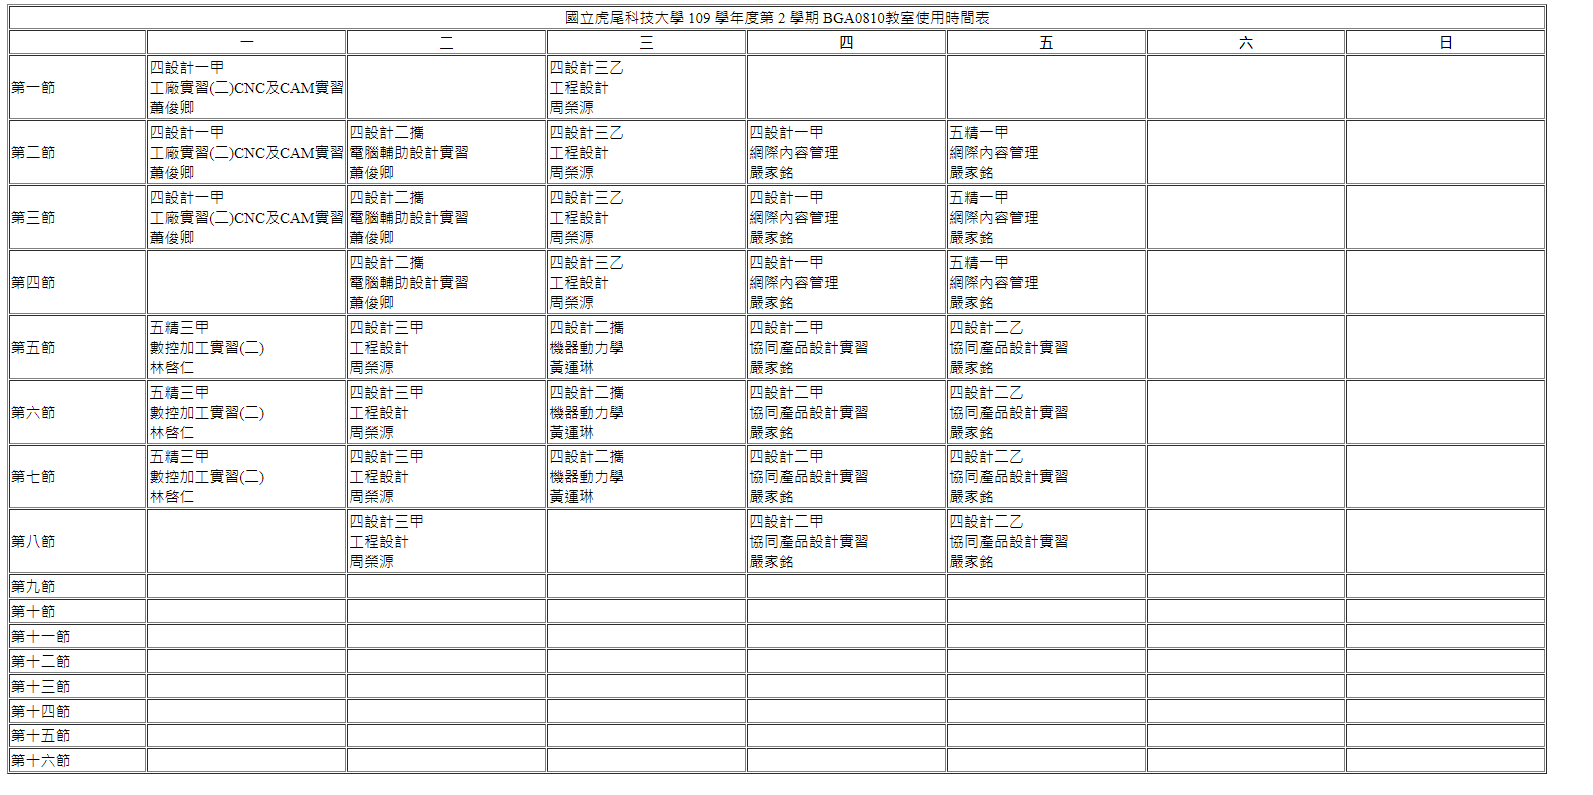 國立虎尾科技大學 109 學年度第 2 學期 BGA0810教室使用時間表
一 二 三 四 五 六 日
第一節
四設計一甲
工廠實習(二)CNC及CAM實習
蕭俊卿
四設計三乙
工程設計
周榮源
第二節
四設計一甲
工廠實習(二)CNC及CAM實習
蕭俊卿
四設計二攜
電腦輔助設計實習
蕭俊卿
四設計三乙
工程設計
周榮源
四設計一甲
網際內容管理
嚴家銘
五精一甲
網際內容管理
嚴家銘
第三節
四設計一甲
工廠實習(二)CNC及CAM實習
蕭俊卿
四設計二攜
電腦輔助設計實習
蕭俊卿
四設計三乙
工程設計
周榮源
四設計一甲
網際內容管理
嚴家銘
五精一甲
網際內容管理
嚴家銘
第四節
四設計二攜
電腦輔助設計實習
蕭俊卿
四設計三乙
工程設計
周榮源
四設計一甲
網際內容管理
嚴家銘
五精一甲
網際內容管理
嚴家銘
第五節
五精三甲
數控加工實習(二)
林啓仁
四設計三甲
工程設計
周榮源
四設計二攜
機器動力學
黃運琳
四設計二甲
協同產品設計實習
嚴家銘
四設計二乙
協同產品設計實習
嚴家銘
第六節
五精三甲
數控加工實習(二)
林啓仁
四設計三甲
工程設計
周榮源
四設計二攜
機器動力學
黃運琳
四設計二甲
協同產品設計實習
嚴家銘
四設計二乙
協同產品設計實習
嚴家銘
第七節
五精三甲
數控加工實習(二)
林啓仁
四設計三甲
工程設計
周榮源
四設計二攜
機器動力學
黃運琳
四設計二甲
協同產品設計實習
嚴家銘
四設計二乙
協同產品設計實習
嚴家銘
第八節
四設計三甲
工程設計
周榮源
四設計二甲
協同產品設計實習
嚴家銘
四設計二乙
協同產品設計實習
嚴家銘
第九節
第十節
第十一節
第十二節
第十三節
第十四節
第十五節
第十六節